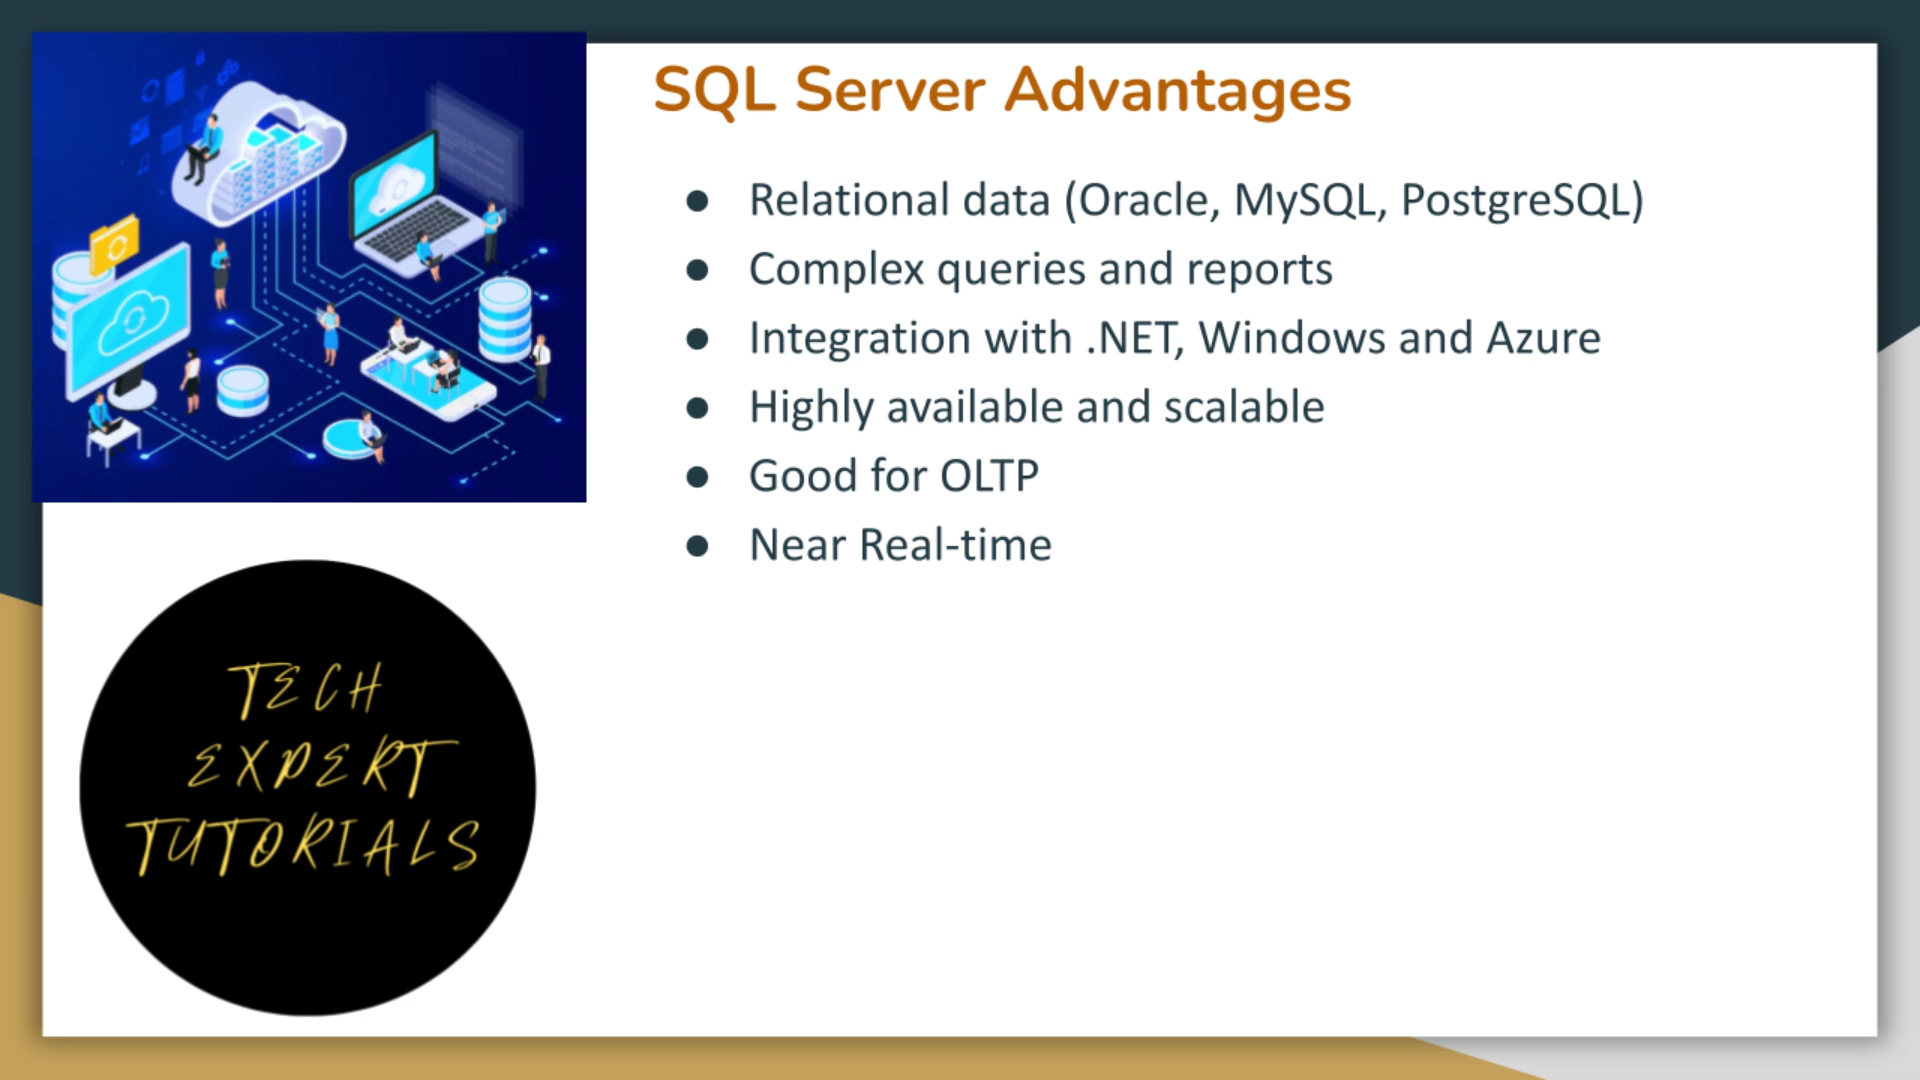 SQL Server Advantages
● Relational data (Oracle, MySQL, PostgreSQL)
● Complex queries and reports
● Integration with .NET, Windows and Azure
● Highly available and scalable
● Good for OLTP
● Near Real-time
TECH
EXPERT
TUTORIALS